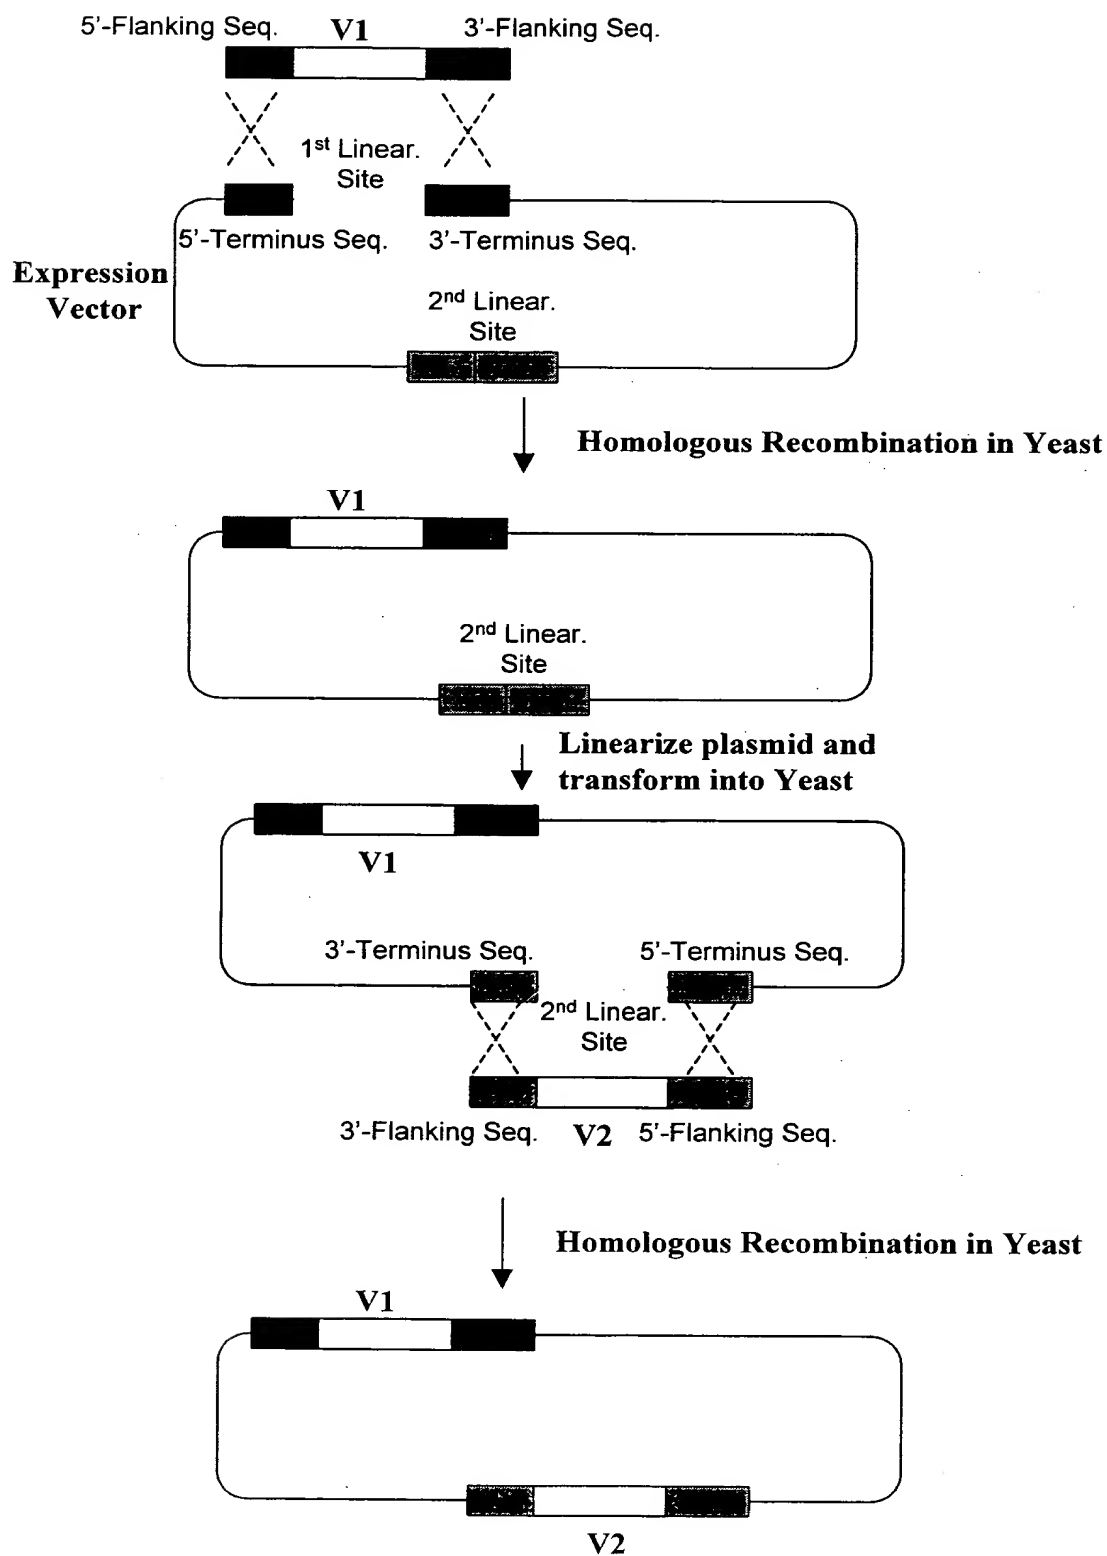 5'-Flanking Seq. V1 3'-Flanking Seq.
1st Linear.
Site
5'-Terminus Seq. 3'-Terminus Seq.
Expression
Vector
2nd Linear.
Site
Homologous Recombination in Yeast
V1
2nd Linear.
Site
Linearize plasmid and
transform into Yeast
V1
3'-Terminus Seq. 5'-Terminus Seq.
2nd Linear.
Site
3'-Flanking Seq. V2 5'-Flanking Seq.
Homologous Recombination in Yeast
V1
V2